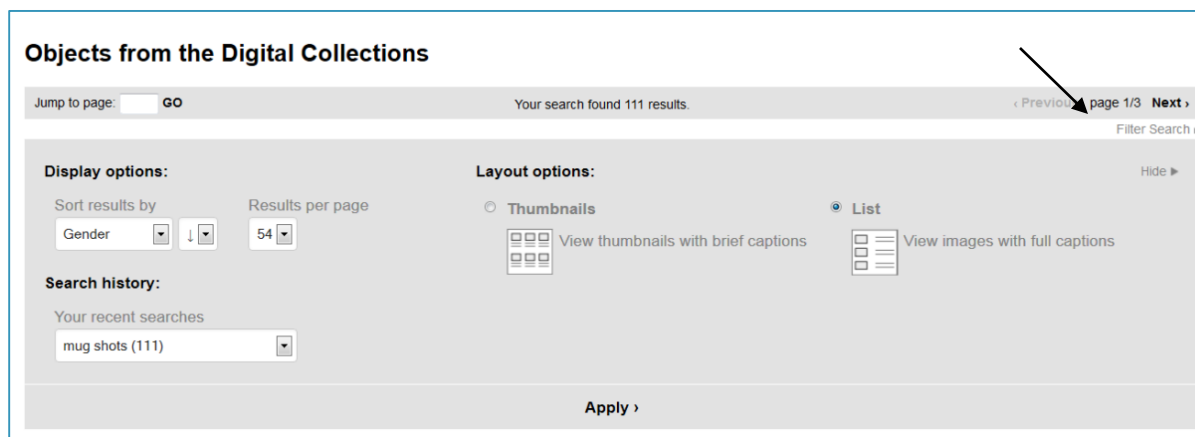 Objects from the Digital Collections
Jump to page: GO Your search found 111 results. ‹ Previous page 1/3 Next ›
Filter Search
Display options: Layout options: Hide ▶
Sort results by Results per page Thumbnails List
Gender ↓ 54 View thumbnails with brief captions View images with full captions
Search history:
Your recent searches
mug shots (111)
Apply ›